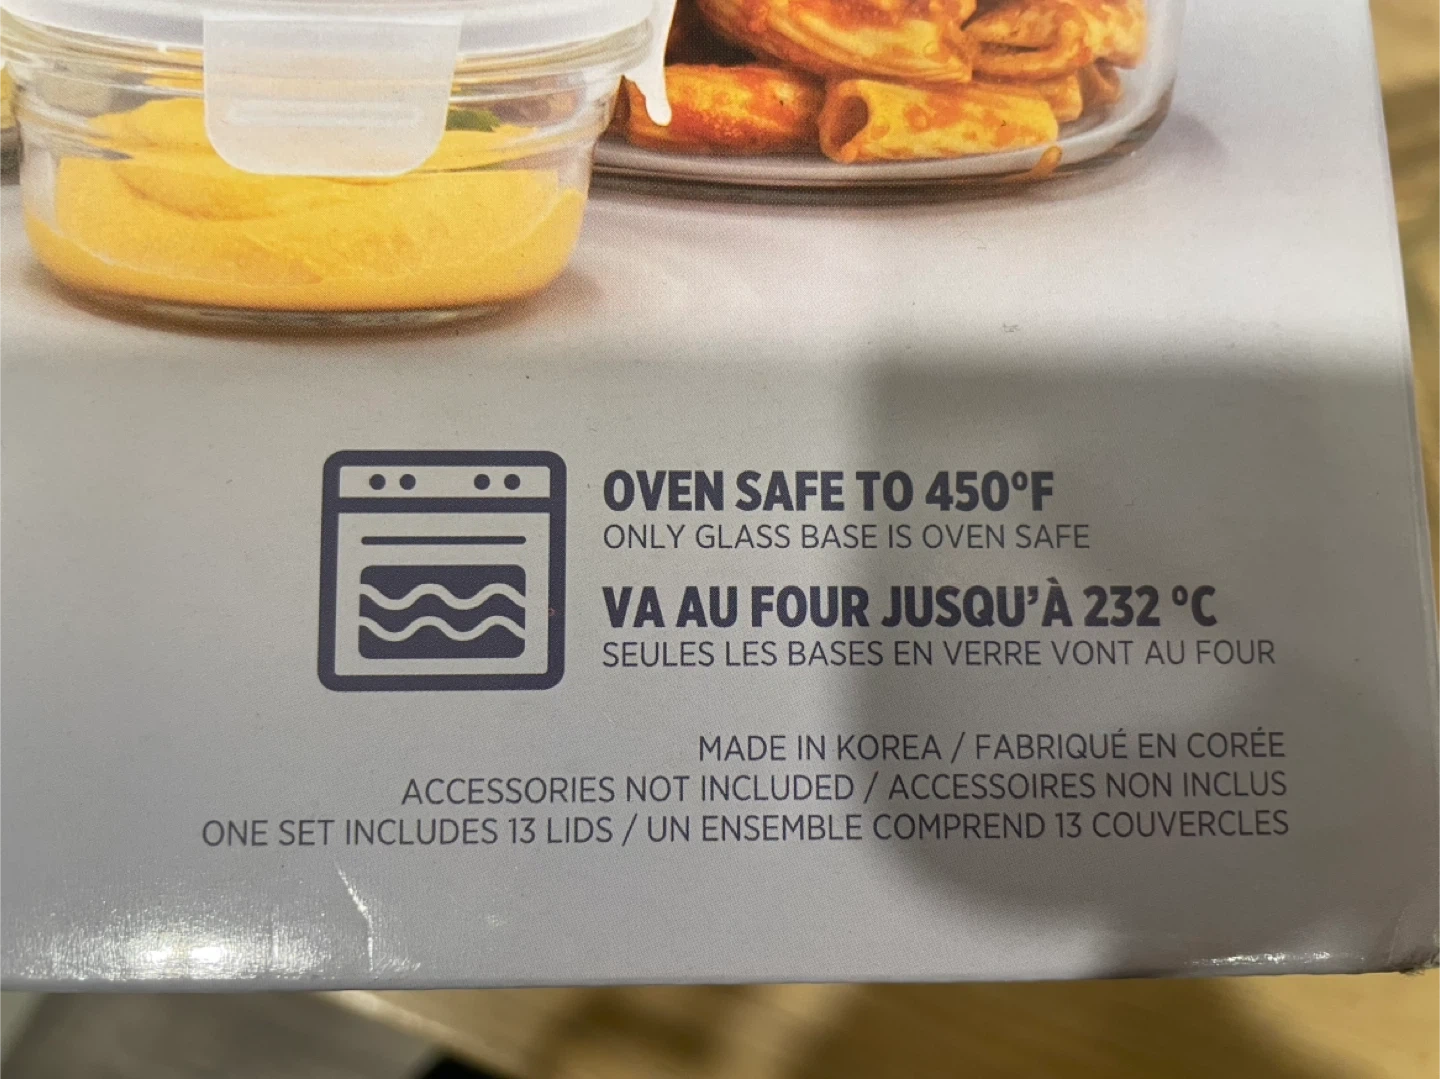 OVEN SAFE TO 450°F
ONLY GLASS BASE IS OVEN SAFE
VA AU FOUR JUSQU'À 232 °C
SEULES LES BASES EN VERRE VONT AU FOUR
MADE IN KOREA / FABRIQUÉ EN CORÉE
ACCESSORIES NOT INCLUDED / ACCESSOIRES NON INCLUS
ONE SET INCLUDES 13 LIDS / UN ENSEMBLE COMPREND 13 COUVERCLES